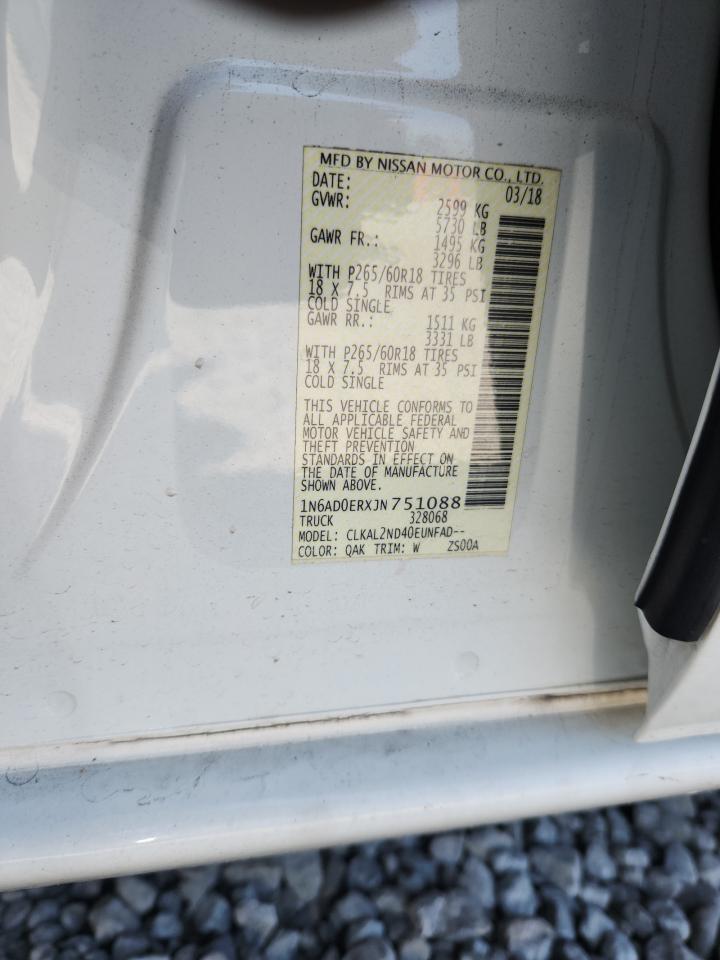 MFD BY NISSAN MOTOR CO., LTD.
DATE: 03/18
GVWR: 2599 KG
5730 LB
GAWR FR.: 1495 KG
3296 LB
WITH P265/60R18 TIRES
18 X 7.5 RIMS AT 35 PSI
COLD SINGLE
GAWR RR.: 1511 KG
3331 LB
WITH P265/60R18 TIRES
18 X 7.5 RIMS AT 35 PSI
COLD SINGLE
THIS VEHICLE CONFORMS TO
ALL APPLICABLE FEDERAL
MOTOR VEHICLE SAFETY AND
THEFT PREVENTION
STANDARDS IN EFFECT ON
THE DATE OF MANUFACTURE
SHOWN ABOVE.
1N6AD0ERXJN751088
TRUCK 328068
MODEL: CLKAL2ND40EUNFAD--
COLOR: QAK TRIM: W ZS00A